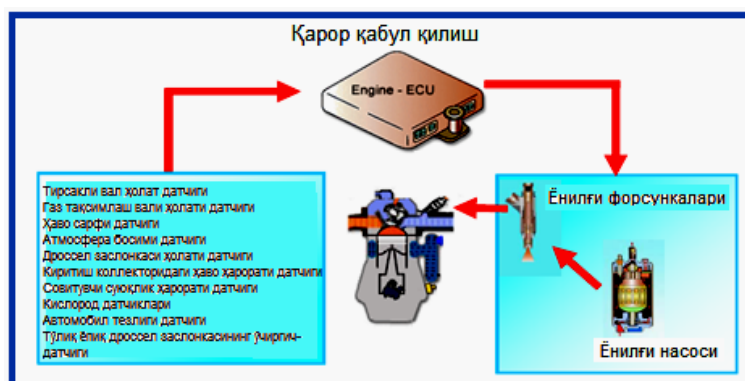 Қарор қабул қилиш
Engine - ECU
Тирсакли вал ҳолат датчиги
Газ тақсимлаш вали ҳолати датчиги
Ҳаво сарфи датчиги
Атмосфера босими датчиги
Дроссел заслонкаси ҳолати датчиги
Киритиш коллекторидаги ҳаво ҳарорати датчиги
Совитувчи суюқлик ҳарорати датчиги
Кислород датчиклари
Автомобил тезлиги датчиги
Тўлиқ ёпиқ дроссел заслонкасининг ўчиргич-
датчиги
Ёнилғи форсункалари
Ёнилғи насоси